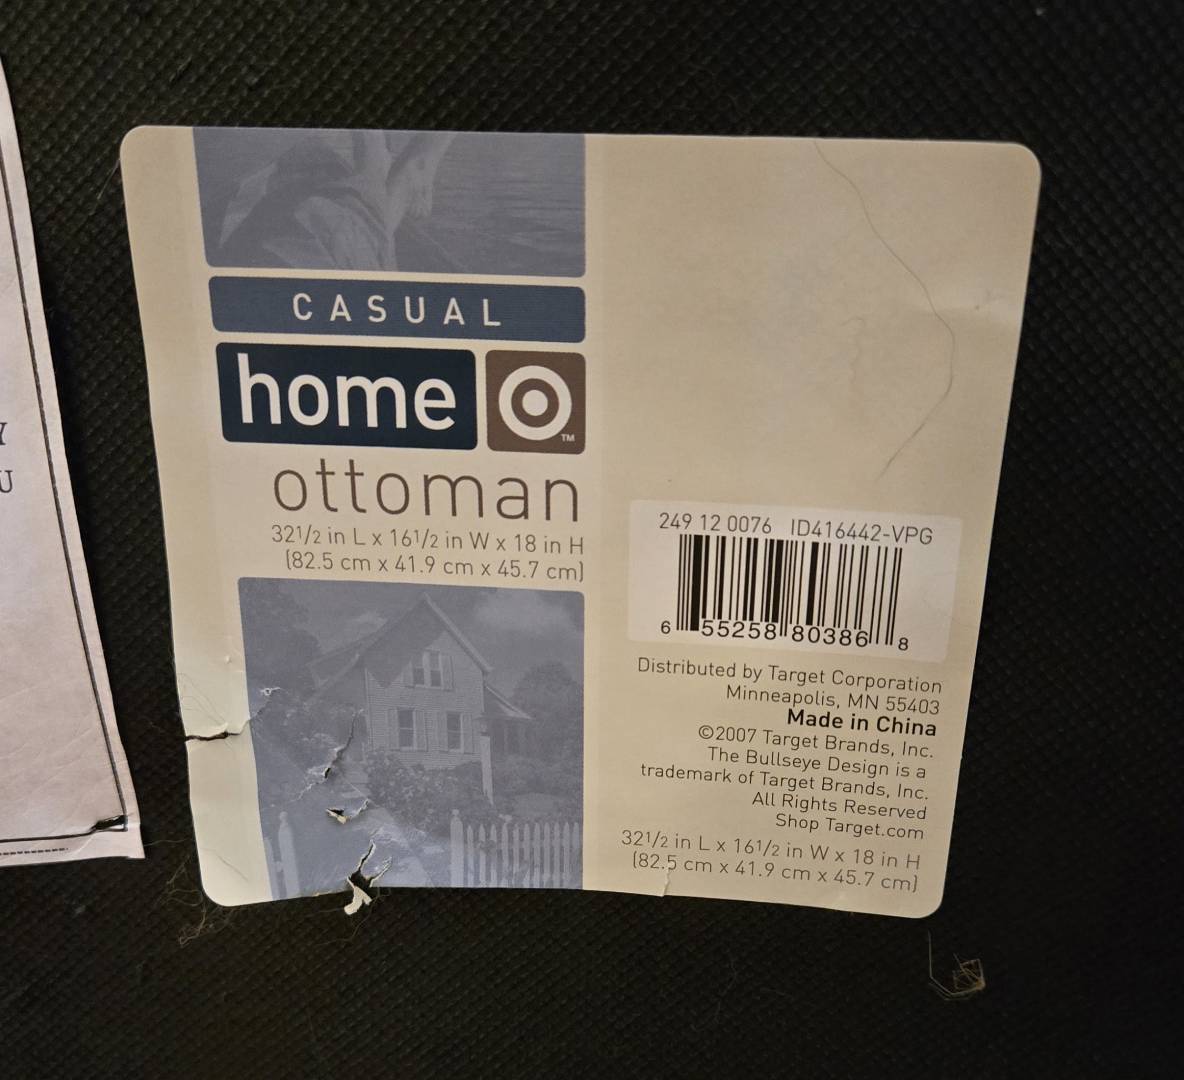 CASUAL
home
TM
ottoman
321/2 in L x 161/2 in W x 18 in H
(82.5 cm x 41.9 cm x 45.7 cm)
249 12 0076 ID416442-VPG
6 55258 80386 8
Distributed by Target Corporation
Minneapolis, MN 55403
Made in China
©2007 Target Brands, Inc.
The Bullseye Design is a
trademark of Target Brands, Inc.
All Rights Reserved
Shop Target.com
321/2 in L x 161/2 in W x 18 in H
(82.5 cm x 41.9 cm x 45.7 cm)